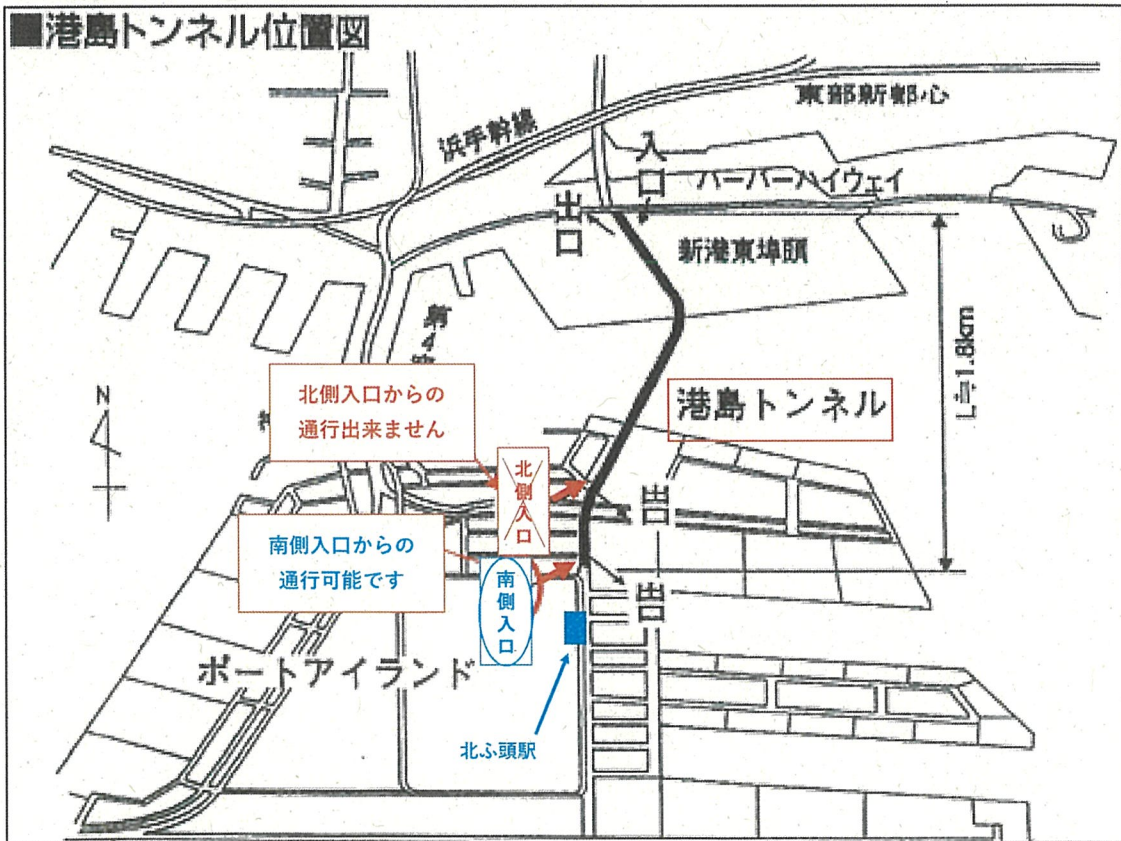 ■港島トンネル位置図
東部新都心
浜手幹線
入口
ハーバーハイウェイ
出口
新港東埠頭
第4
L≒1.8km
N
北側入口からの
通行出来ません
港島トンネル
北側入口
出口
南側入口からの
通行可能です
南側入口
出口
ポートアイランド
北ふ頭駅